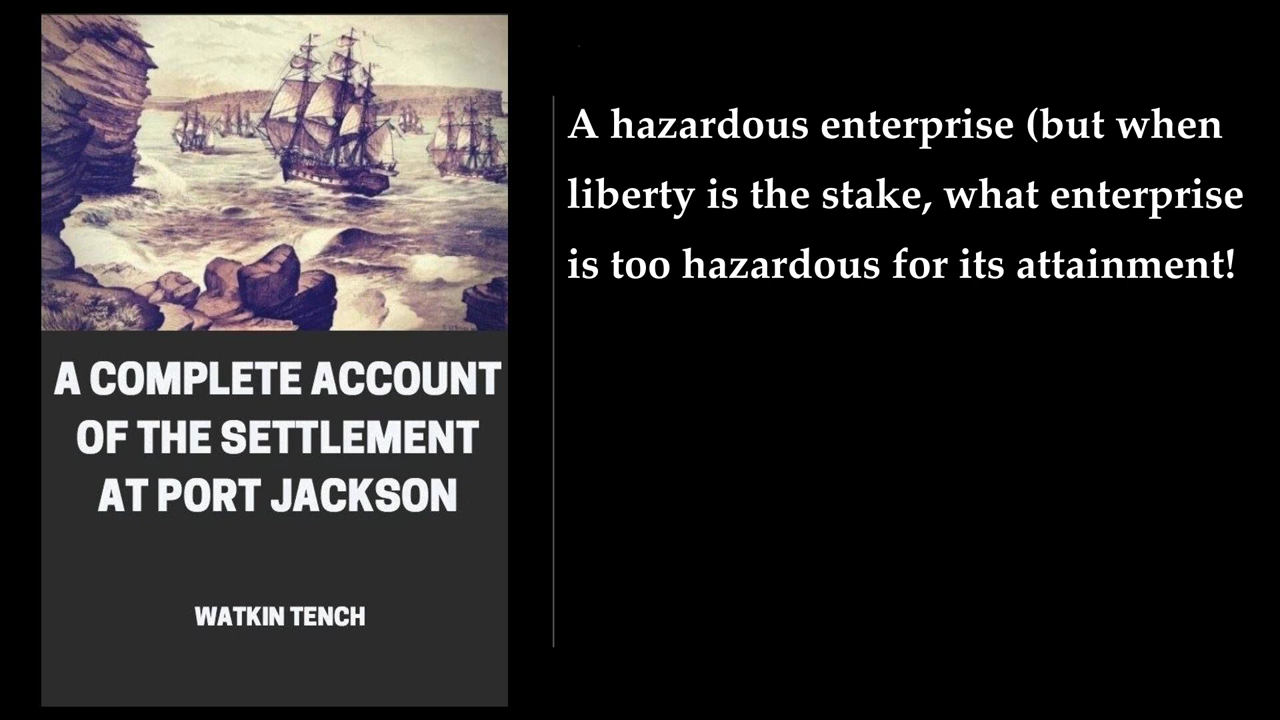 A COMPLETE ACCOUNT
OF THE SETTLEMENT
AT PORT JACKSON
WATKIN TENCH
A hazardous enterprise (but when
liberty is the stake, what enterprise
is too hazardous for its attainment!